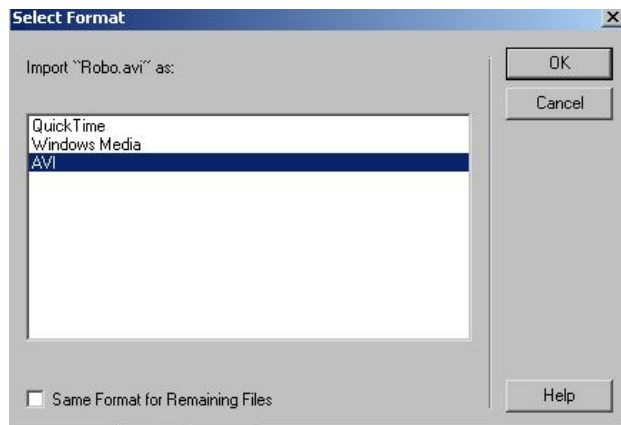 Select Format
Import ``Robo.avi´´ as:
OK
Cancel
QuickTime
Windows Media
AVI
Same Format for Remaining Files
Help